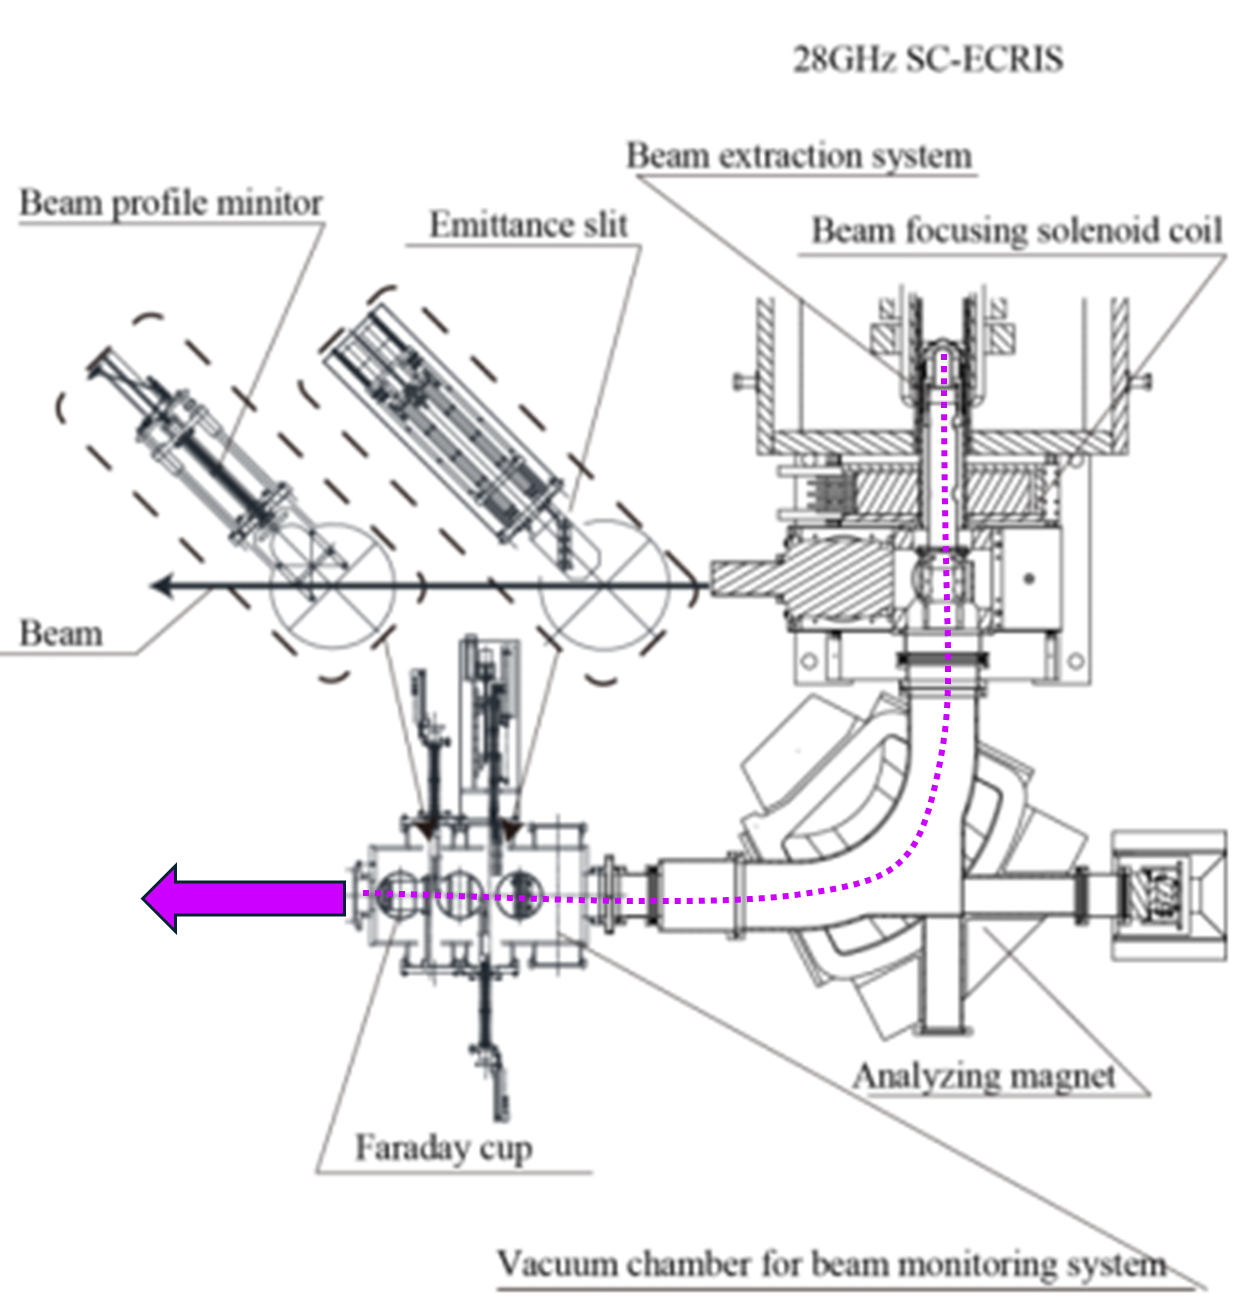 28GHz SC-ECRIS
Beam extraction system
Beam profile minitor
Emittance slit
Beam focusing solenoid coil
Beam
Analyzing magnet
Faraday cup
Vacuum chamber for beam monitoring system